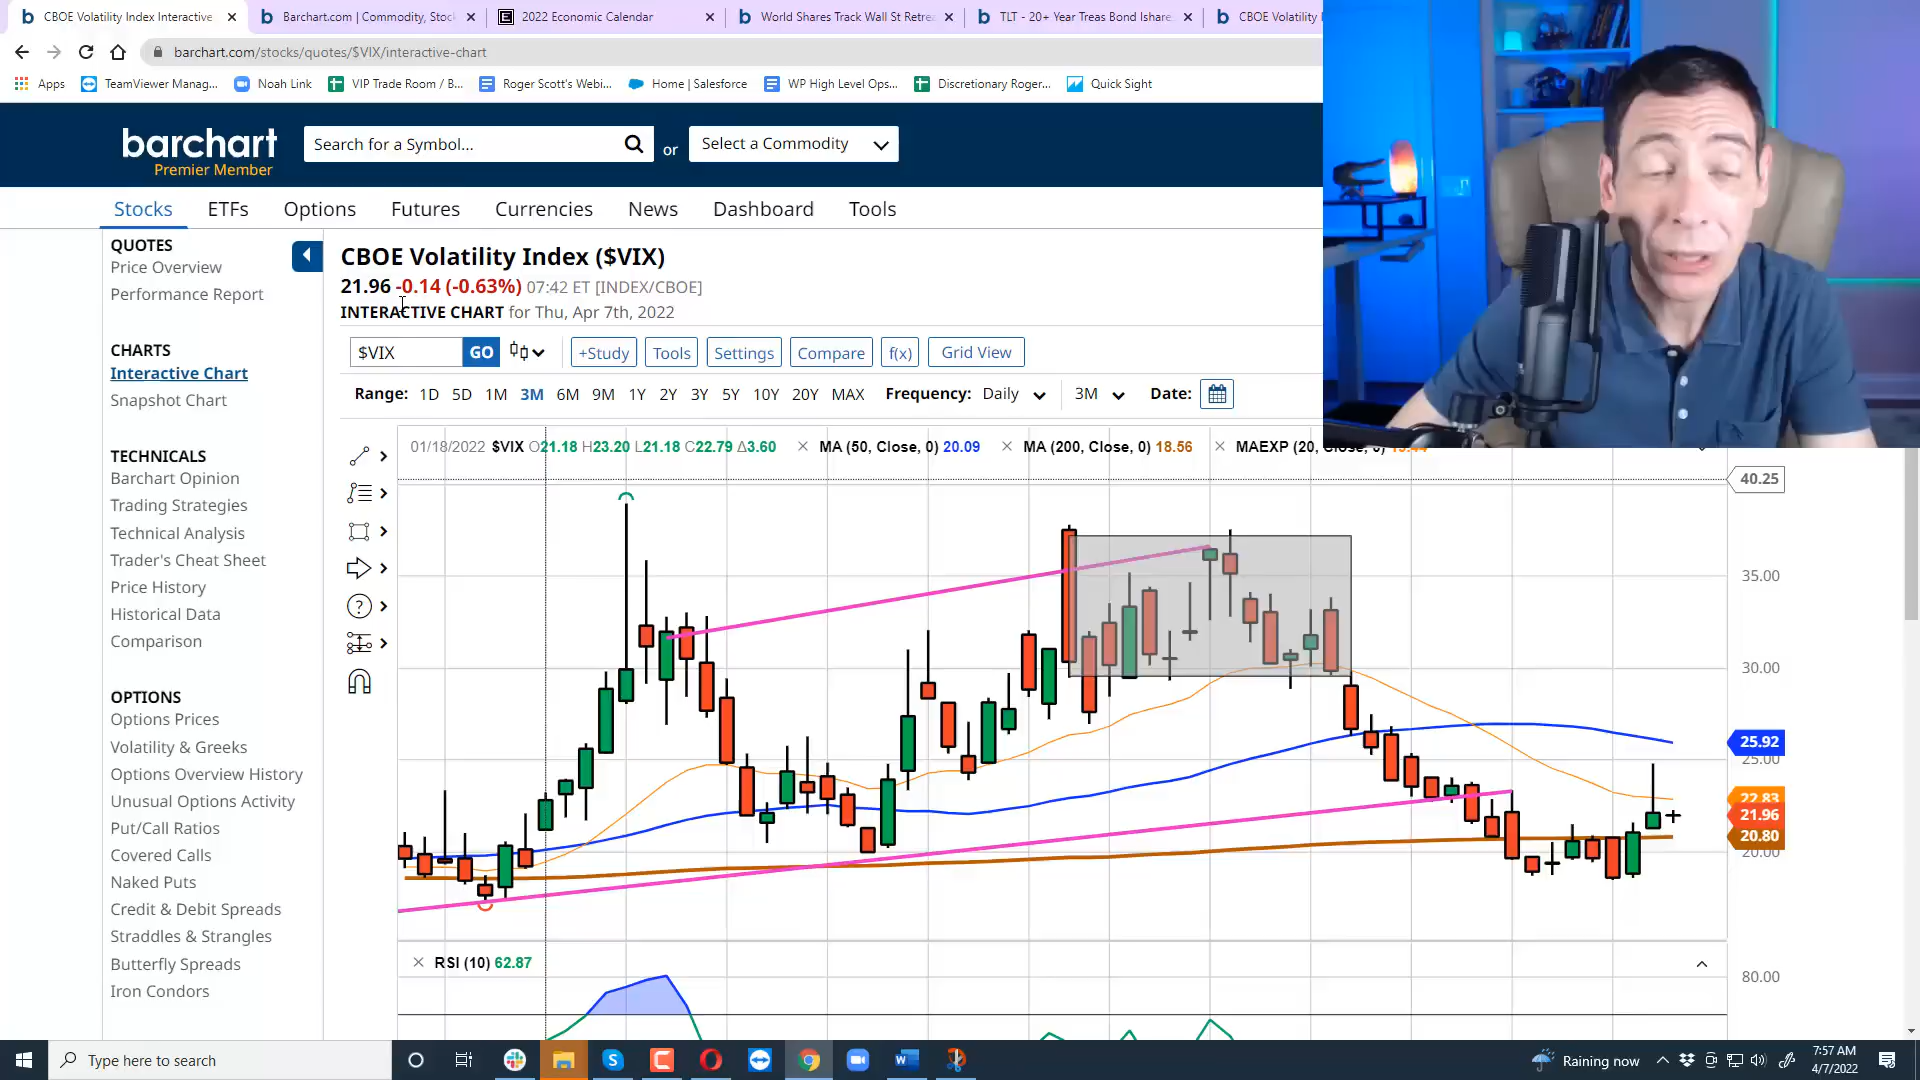 CBOE Volatility Index Interactive
Barchart.com | Commodity, Stoc
2022 Economic Calendar
World Shares Track Wall St Retre
TLT - 20+ Year Treas Bond Ishare
CBOE Volatility I
barchart.com/stocks/quotes/$VIX/interactive-chart
Apps
TeamViewer Manag...
Noah Link
VIP Trade Room / B...
Roger Scott's Webi...
Home | Salesforce
WP High Level Ops...
Discretionary Roger...
Quick Sight
barchart
Premier Member
Search for a Symbol...
or
Select a Commodity
Stocks
ETFs
Options
Futures
Currencies
News
Dashboard
Tools
QUOTES
Price Overview
Performance Report
CHARTS
Interactive Chart
Snapshot Chart
TECHNICALS
Barchart Opinion
Trading Strategies
Technical Analysis
Trader's Cheat Sheet
Price History
Historical Data
Comparison
OPTIONS
Options Prices
Volatility & Greeks
Options Overview History
Unusual Options Activity
Put/Call Ratios
Covered Calls
Naked Puts
Credit & Debit Spreads
Straddles & Strangles
Butterfly Spreads
Iron Condors
CBOE Volatility Index ($VIX)
21.96 -0.14 (-0.63%) 07:42 ET [INDEX/CBOE]
INTERACTIVE CHART for Thu, Apr 7th, 2022
$VIX
GO
+Study
Tools
Settings
Compare
f(x)
Grid View
Range: 1D 5D 1M 3M 6M 9M 1Y 2Y 3Y 5Y 10Y 20Y MAX
Frequency: Daily
3M
Date:
01/18/2022 $VIX O21.18 H23.20 L21.18 C22.79 Δ3.60
MA (50, Close, 0) 20.09
MA (200, Close, 0) 18.56
MAEXP (20, Close, 0)
40.25
35.00
30.00
25.92
25.00
22.83
21.96
20.80
20.00
RSI (10) 62.87
80.00
Type here to search
Raining now
7:57 AM
4/7/2022